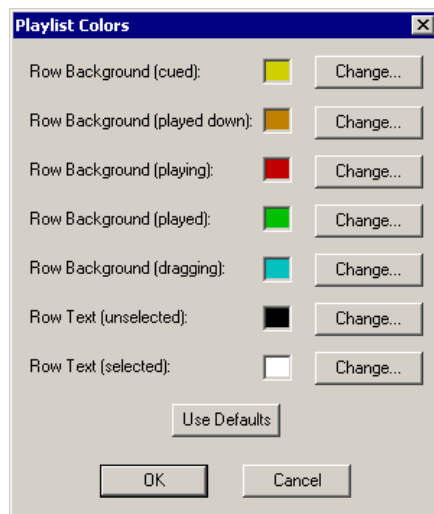 Playlist Colors
Row Background (cued): Change...
Row Background (played down): Change...
Row Background (playing): Change...
Row Background (played): Change...
Row Background (dragging): Change...
Row Text (unselected): Change...
Row Text (selected): Change...
Use Defaults
OK Cancel